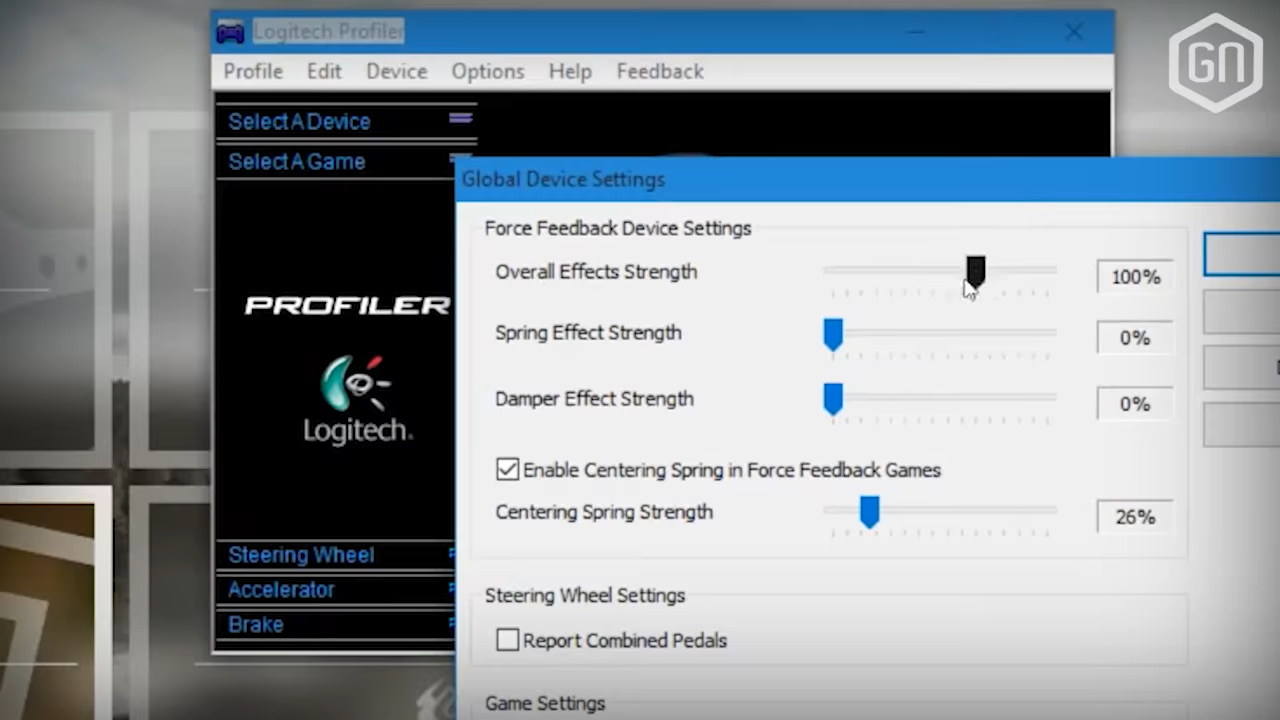 Logitech Profiler
GN
Profile Edit Device Options Help Feedback
Select A Device
Select A Game
Global Device Settings
Force Feedback Device Settings
Overall Effects Strength 100%
Spring Effect Strength 0%
Damper Effect Strength 0%
Enable Centering Spring in Force Feedback Games
Centering Spring Strength 26%
PROFILER
Logitech
Steering Wheel
Accelerator
Brake
Steering Wheel Settings
Report Combined Pedals
Game Settings